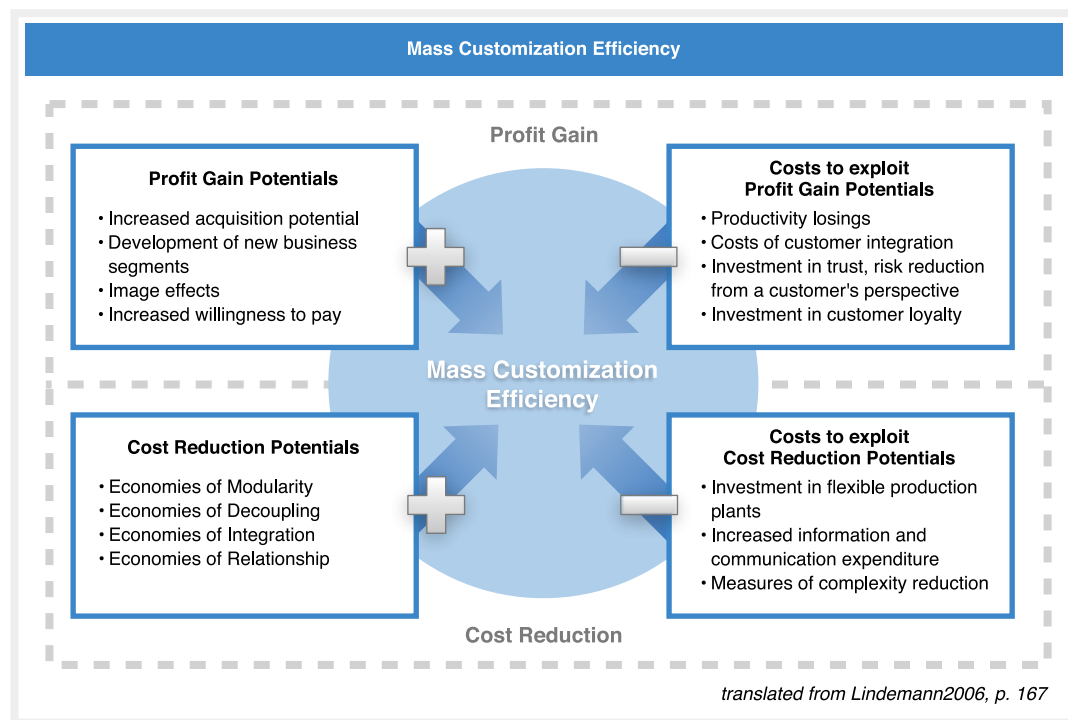 Mass Customization Efficiency
Profit Gain
Profit Gain Potentials
• Increased acquisition potential
• Development of new business
segments
• Image effects
• Increased willingness to pay
Costs to exploit
Profit Gain Potentials
• Productivity losings
• Costs of customer integration
• Investment in trust, risk reduction
from a customer's perspective
• Investment in customer loyalty
Mass Customization
Efficiency
Cost Reduction Potentials
• Economies of Modularity
• Economies of Decoupling
• Economies of Integration
• Economies of Relationship
Costs to exploit
Cost Reduction Potentials
• Investment in flexible production
plants
• Increased information and
communication expenditure
• Measures of complexity reduction
Cost Reduction
translated from Lindemann2006, p. 167